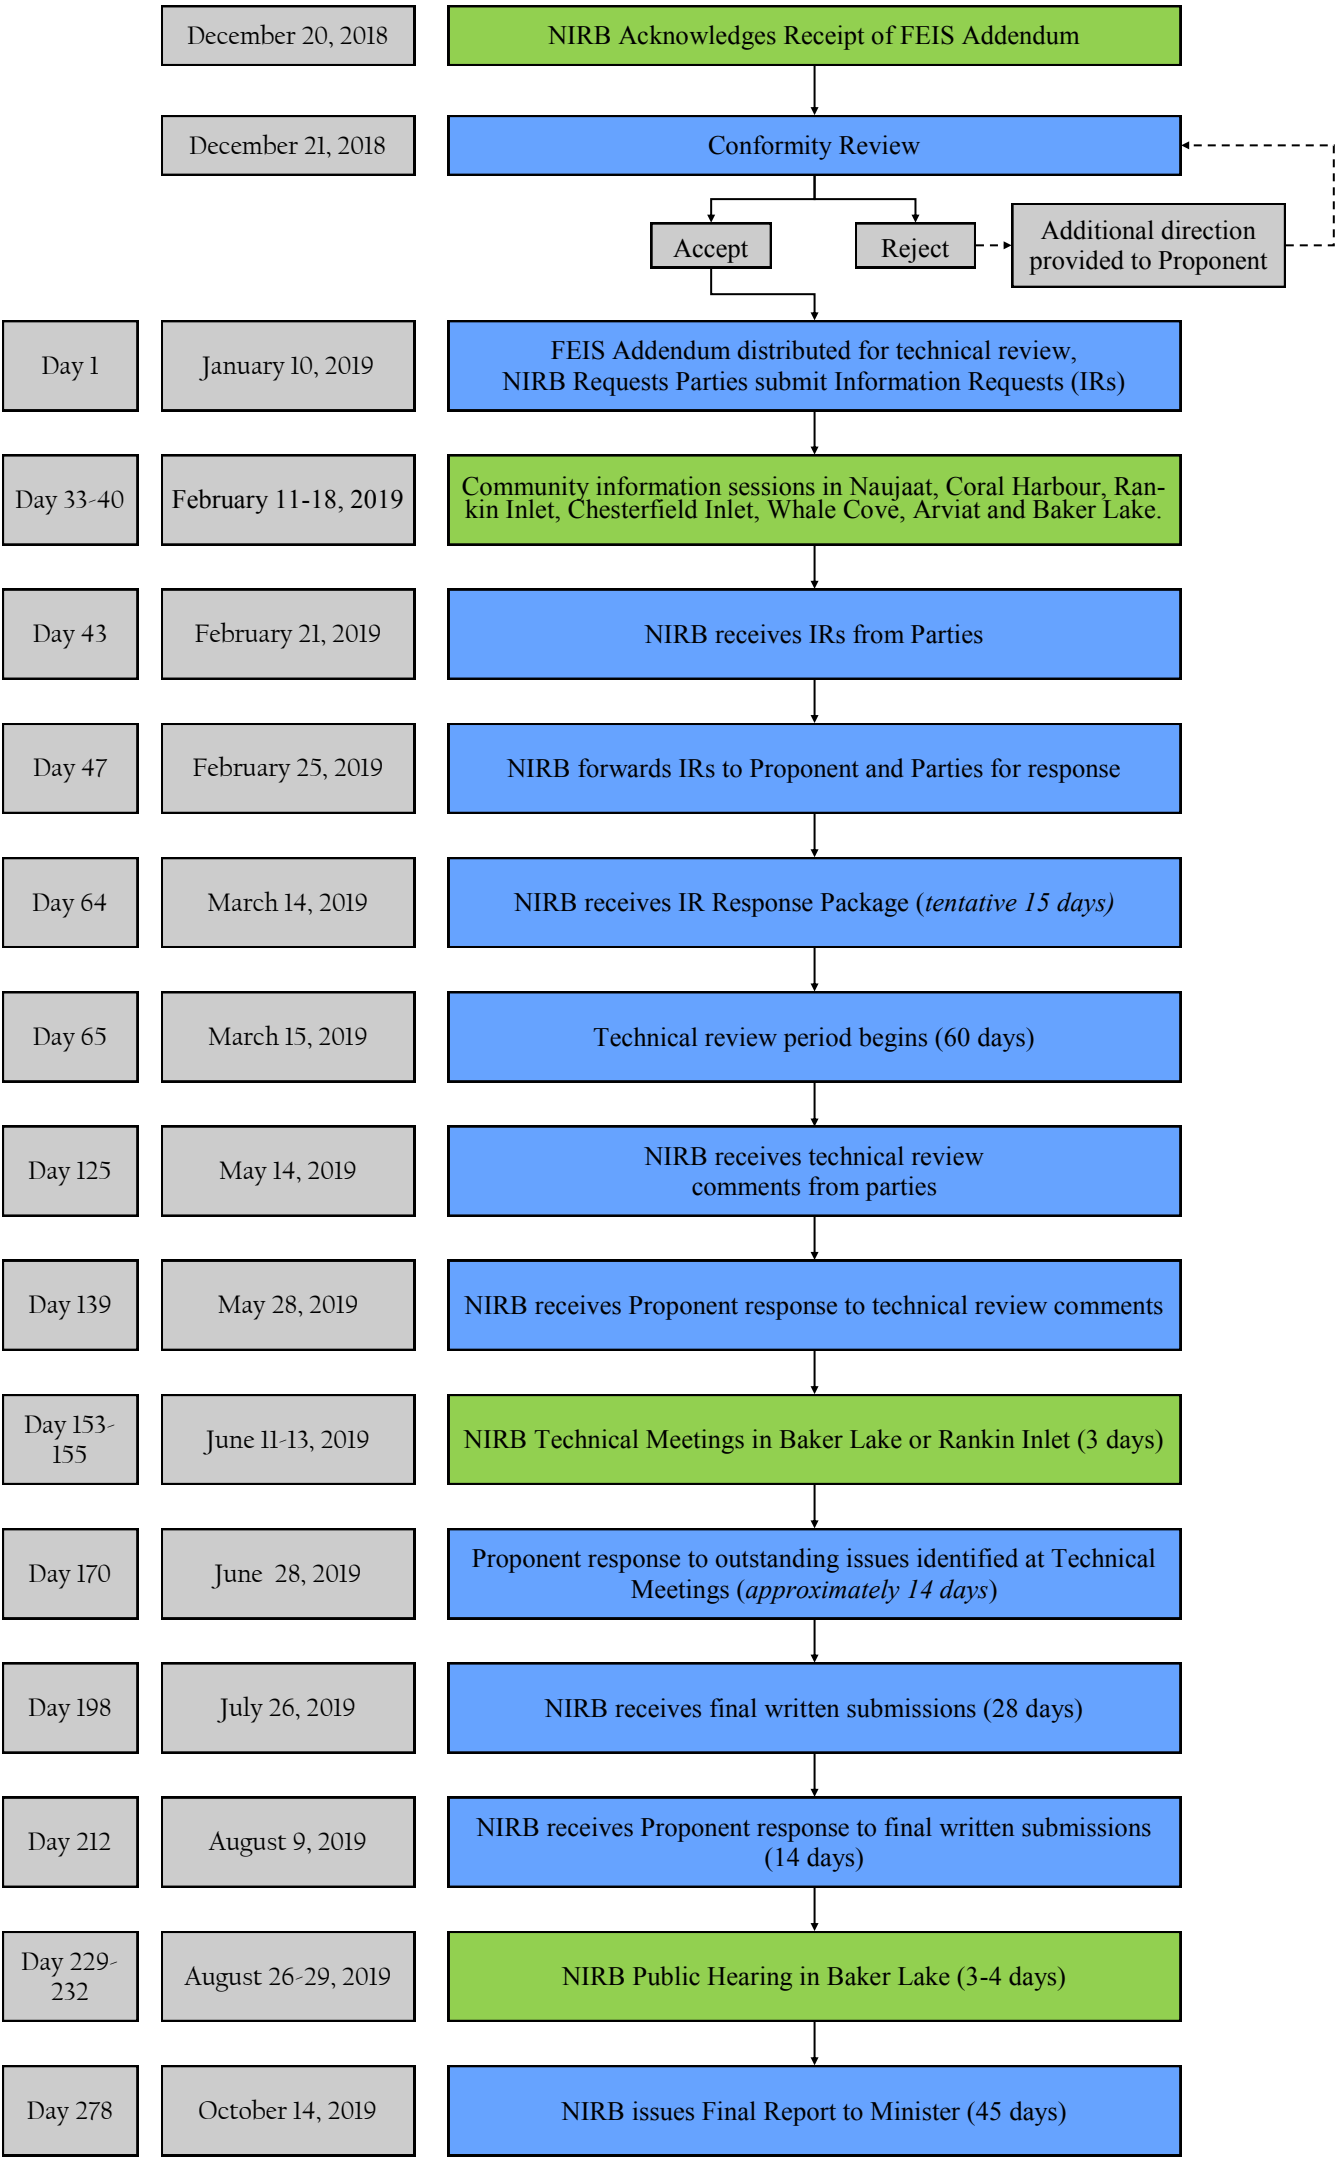 December 20, 2018
NIRB Acknowledges Receipt of FEIS Addendum
December 21, 2018
Conformity Review
Accept
Reject
Additional direction
provided to Proponent
Day 1
January 10, 2019
FEIS Addendum distributed for technical review,
NIRB Requests Parties submit Information Requests (IRs)
Day 33-40
February 11-18, 2019
Community information sessions in Naujaat, Coral Harbour, Ran-
kin Inlet, Chesterfield Inlet, Whale Cove, Arviat and Baker Lake.
Day 43
February 21, 2019
NIRB receives IRs from Parties
Day 47
February 25, 2019
NIRB forwards IRs to Proponent and Parties for response
Day 64
March 14, 2019
NIRB receives IR Response Package (tentative 15 days)
Day 65
March 15, 2019
Technical review period begins (60 days)
Day 125
May 14, 2019
NIRB receives technical review
comments from parties
Day 139
May 28, 2019
NIRB receives Proponent response to technical review comments
Day 153-
155
June 11-13, 2019
NIRB Technical Meetings in Baker Lake or Rankin Inlet (3 days)
Day 170
June 28, 2019
Proponent response to outstanding issues identified at Technical
Meetings (approximately 14 days)
Day 198
July 26, 2019
NIRB receives final written submissions (28 days)
Day 212
August 9, 2019
NIRB receives Proponent response to final written submissions
(14 days)
Day 229-
232
August 26-29, 2019
NIRB Public Hearing in Baker Lake (3-4 days)
Day 278
October 14, 2019
NIRB issues Final Report to Minister (45 days)